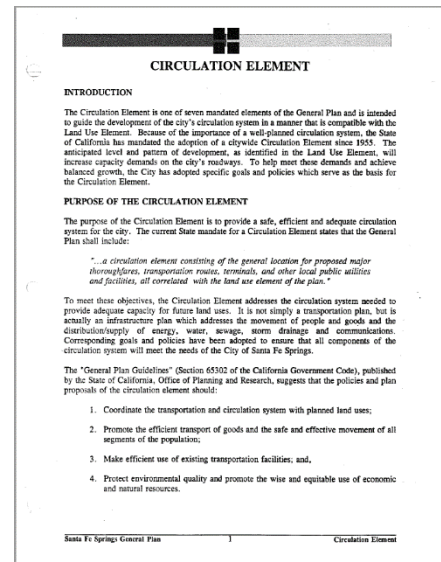 CIRCULATION ELEMENT
INTRODUCTION
The Circulation Element is one of seven mandated elements of the General Plan and is intended
to guide the development of the city's circulation system in a manner that is compatible with the
Land Use Element. Because of the importance of a well-planned circulation system, the State
of California has mandated the adoption of a citywide Circulation Element since 1955. The
anticipated level and pattern of development, as identified in the Land Use Element, will
increase capacity demands on the city's roadways. To help meet these demands and achieve
balanced growth, the City has adopted specific goals and policies which serve as the basis for
the Circulation Element.
PURPOSE OF THE CIRCULATION ELEMENT
The purpose of the Circulation Element is to provide a safe, efficient and adequate circulation
system for the city. The current State mandate for a Circulation Element states that the General
Plan shall include:
"...a circulation element consisting of the general location for proposed major
thoroughfares, transportation routes, terminals, and other local public utilities
and facilities, all correlated with the land use element of the plan."
To meet these objectives, the Circulation Element addresses the circulation system needed to
provide adequate capacity for future land uses. It is not simply a transportation plan, but is
actually an infrastructure plan which addresses the movement of people and goods and the
distribution/supply of energy, water, sewage, storm drainage and communications.
Corresponding goals and policies have been adopted to ensure that all components of the
circulation system will meet the needs of the City of Santa Fe Springs.
The "General Plan Guidelines" (Section 65302 of the California Government Code), published
by the State of California, Office of Planning and Research, suggests that the policies and plan
proposals of the circulation element should:
1. Coordinate the transportation and circulation system with planned land uses;
2. Promote the efficient transport of goods and the safe and effective movement of all
segments of the population;
3. Make efficient use of existing transportation facilities; and,
4. Protect environmental quality and promote the wise and equitable use of economic
and natural resources.
Santa Fe Springs General Plan 1 Circulation Element